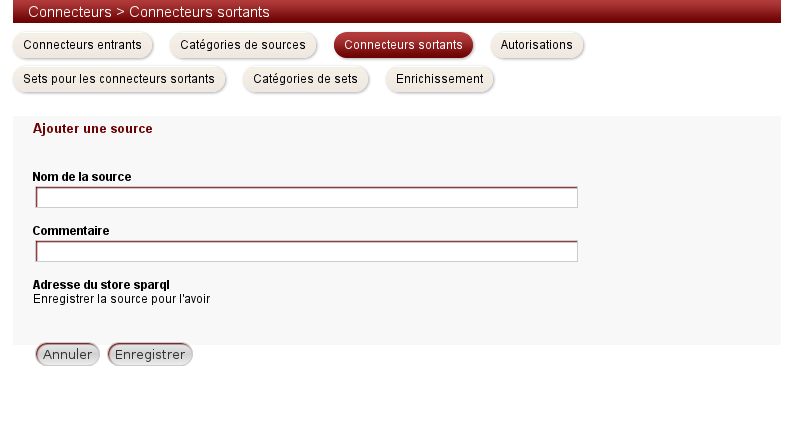 Connecteurs > Connecteurs sortants
Connecteurs entrants Catégories de sources Connecteurs sortants Autorisations
Sets pour les connecteurs sortants Catégories de sets Enrichissement
Ajouter une source
Nom de la source
Commentaire
Adresse du store sparql
Enregistrer la source pour l'avoir
Annuler Enregistrer